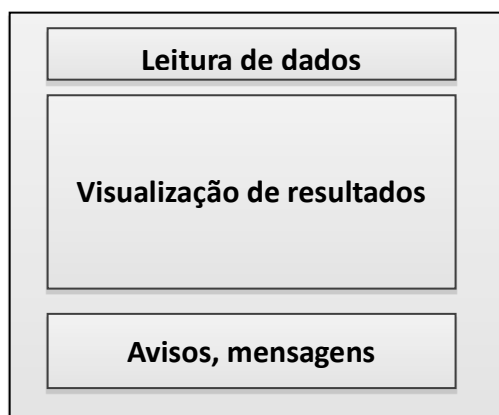 Leitura de dados
Visualização de resultados
Avisos, mensagens